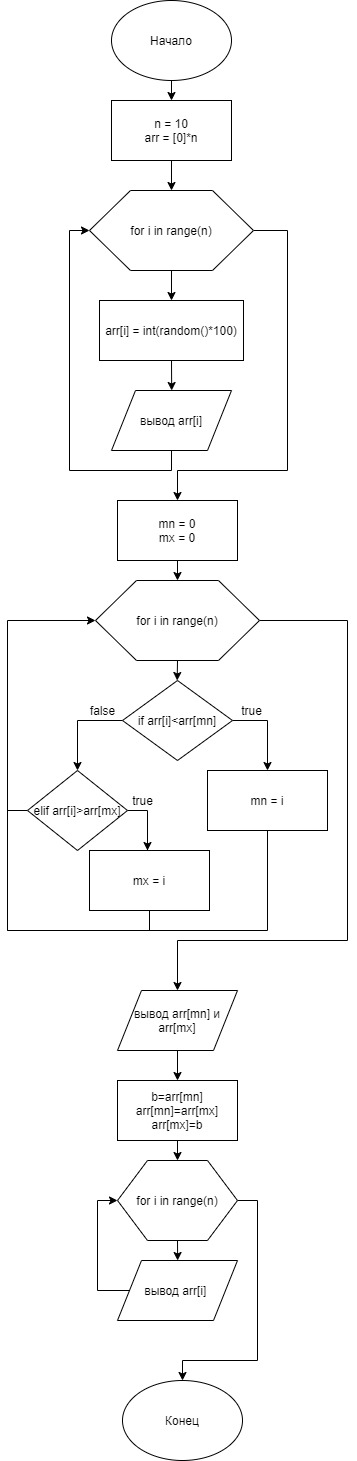 Начало
n = 10
arr = [0]*n
for i in range(n)
arr[i] = int(random()*100)
вывод arr[i]
mn = 0
mx = 0
for i in range(n)
if arr[i]<arr[mn]
false
true
elif arr[i]>arr[mx]
true
mn = i
mx = i
вывод arr[mn] и
arr[mx]
b=arr[mn]
arr[mn]=arr[mx]
arr[mx]=b
for i in range(n)
вывод arr[i]
Конец